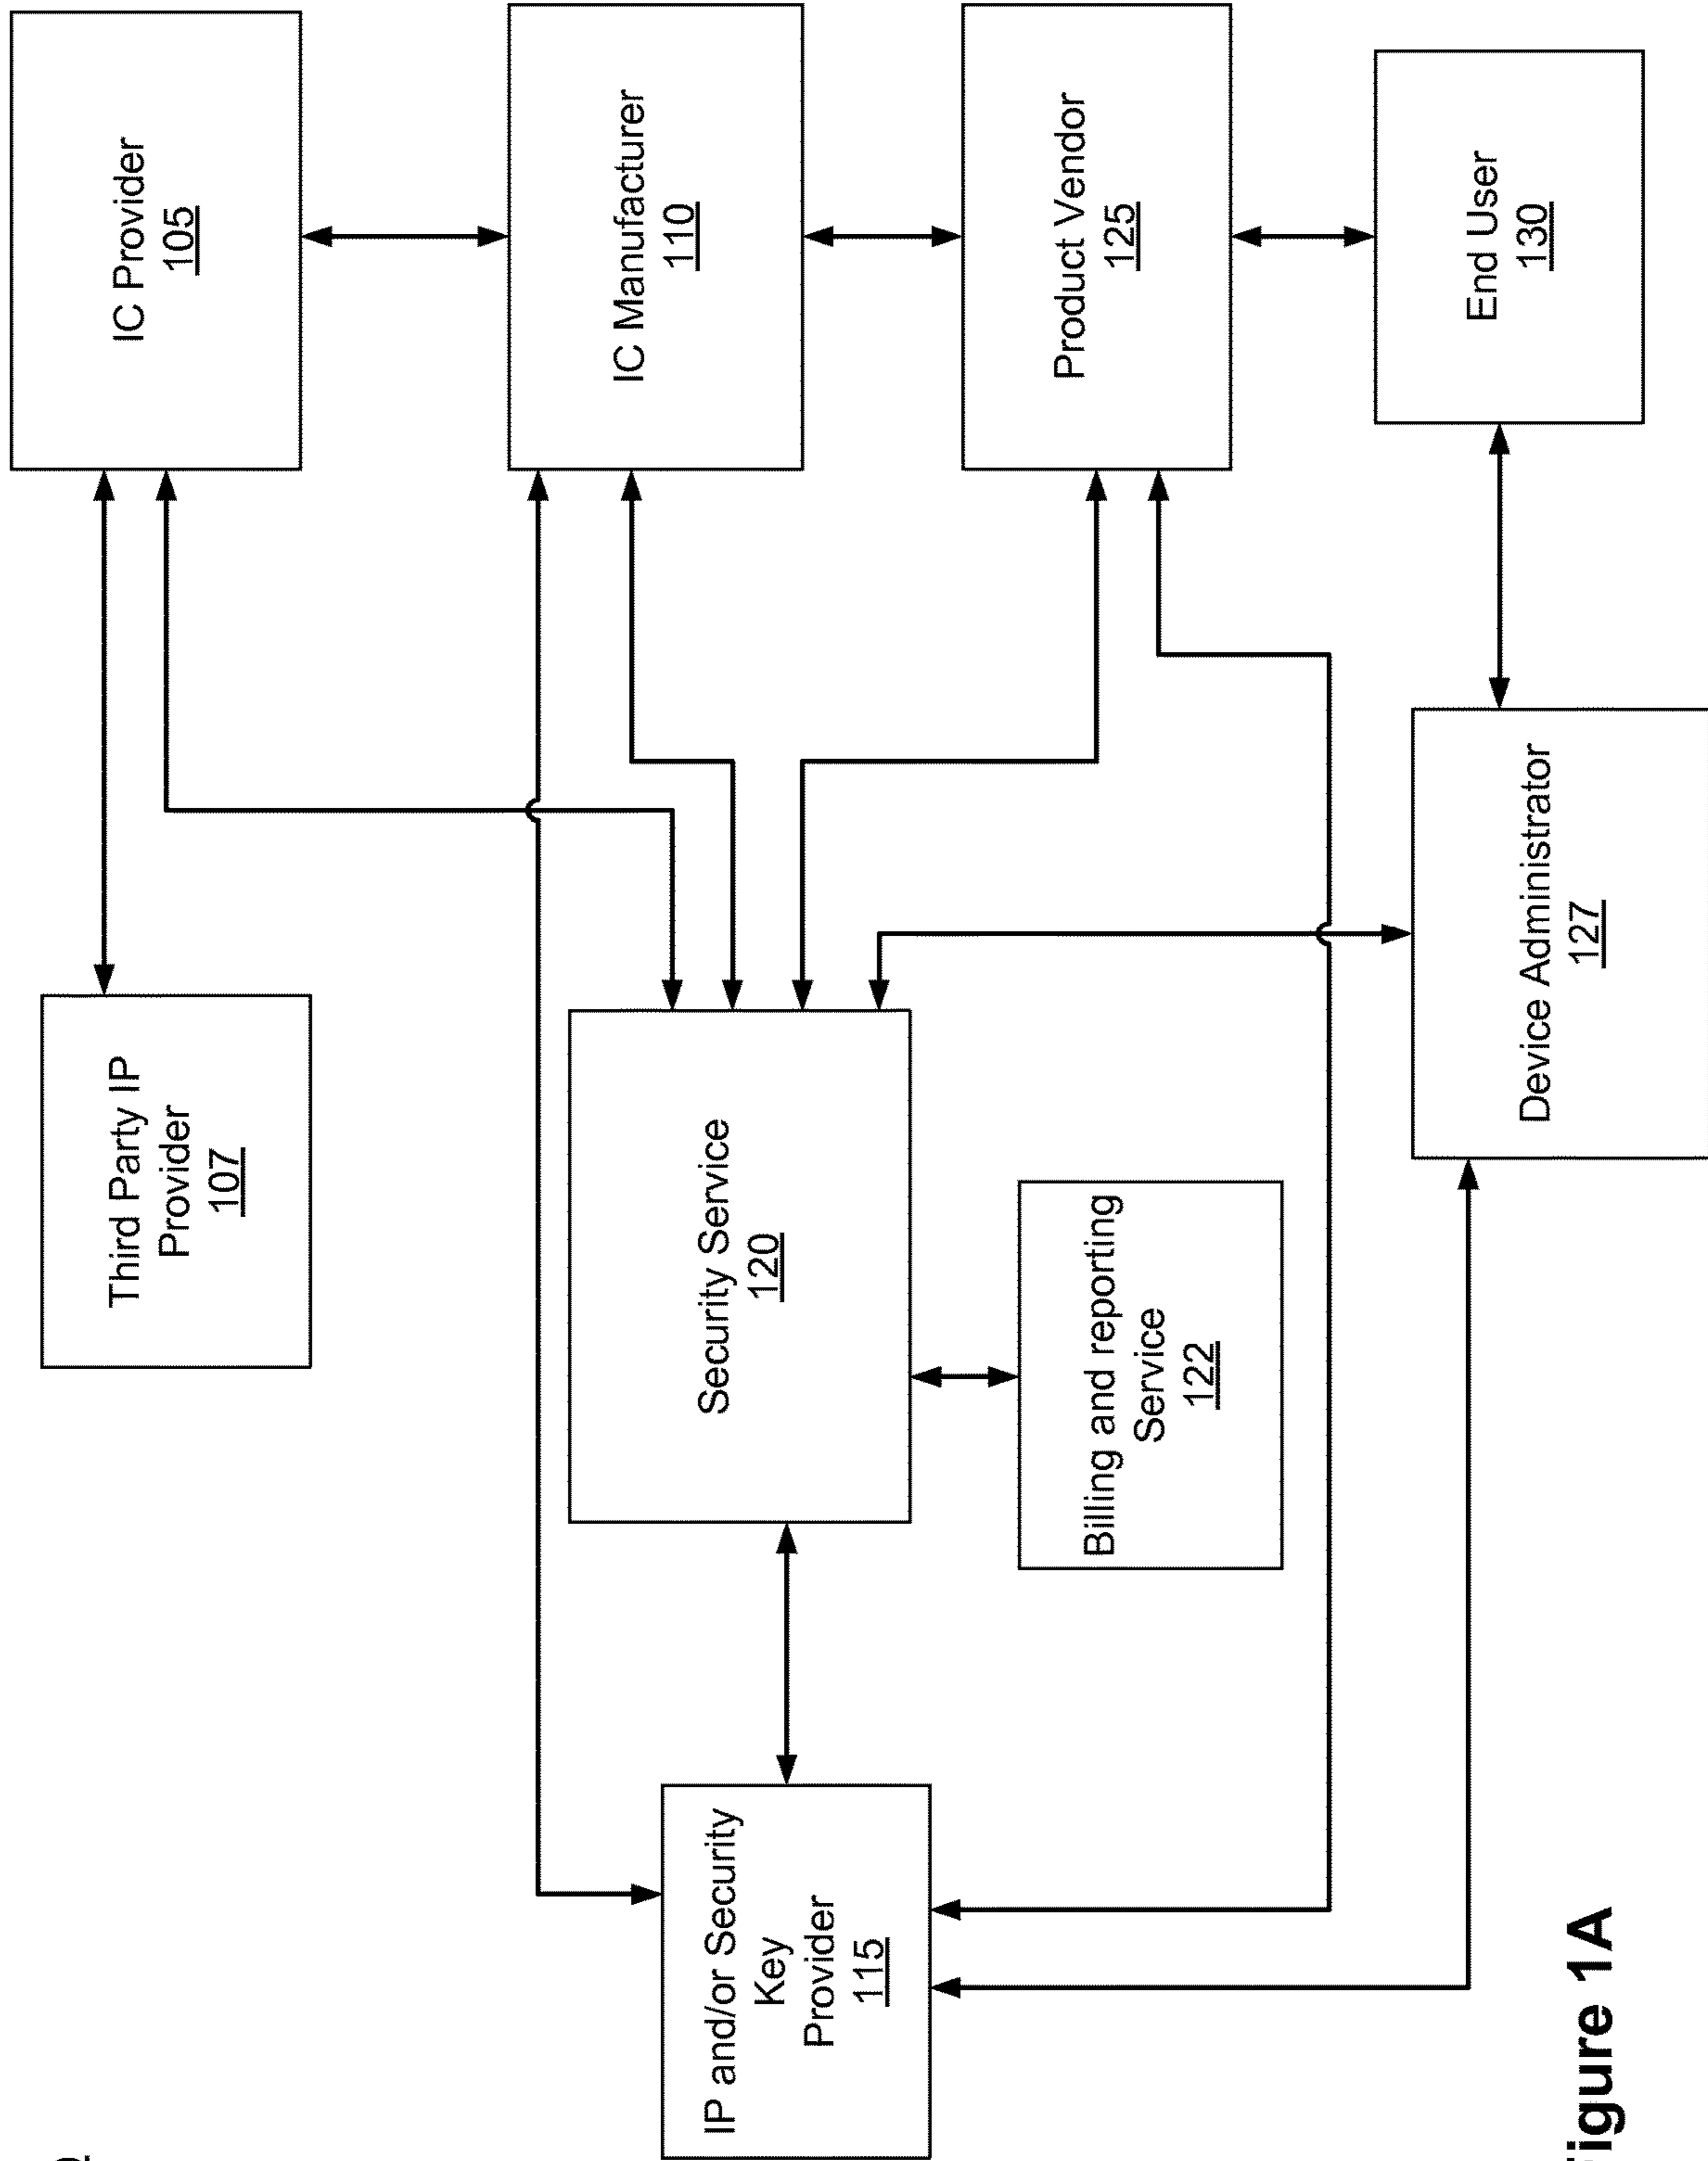 Third Party IP
Provider
107
IC Provider
105
IP and/or Security
Key
Provider
115
Security Service
120
IC Manufacturer
110
Billing and reporting
Service
122
Product Vendor
125
Device Administrator
127
End User
130
igure 1A